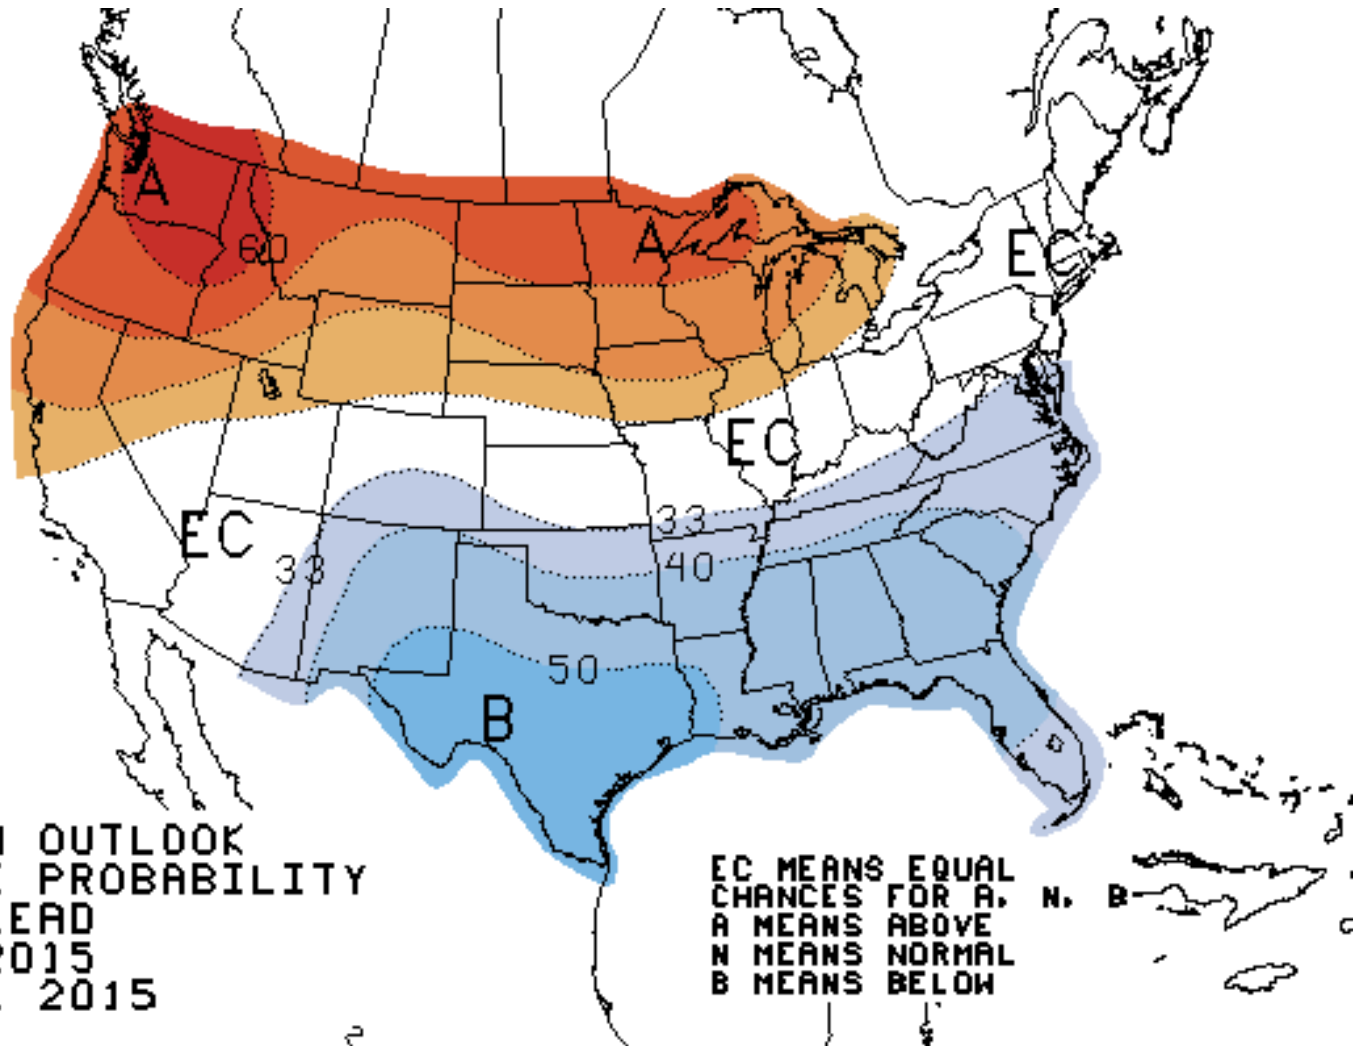 A
60
A
EC
EC
EC
33
33
40
50
B
OUTLOOK
PROBABILITY
EAD
2015
2015
EC MEANS EQUAL
CHANCES FOR A. N. B
A MEANS ABOVE
N MEANS NORMAL
B MEANS BELOW